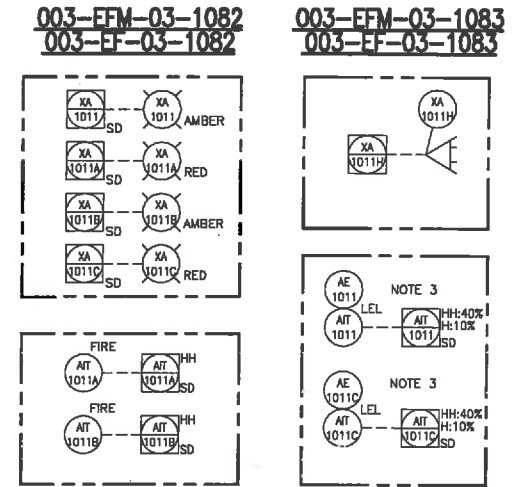 003-EFM-03-1082
003-EF-03-1082
XA
1011
SD
XA
1011
AMBER
XA
1011A
SD
XA
1011A
RED
XA
1011B
SD
XA
1011B
AMBER
XA
1011C
SD
XA
1011C
RED
FIRE
AIT
1011A
AIT
1011A
HH
SD
FIRE
AIT
1011B
AIT
1011B
HH
SD
003-EFM-03-1083
003-EF-03-1083
XA
1011H
XA
1011H
AE
1011
NOTE 3
LEL
AIT
1011
AIT
1011
HH:40%
H:10%
SD
AE
1011C
NOTE 3
LEL
AIT
1011C
AIT
1011C
HH:40%
H:10%
SD